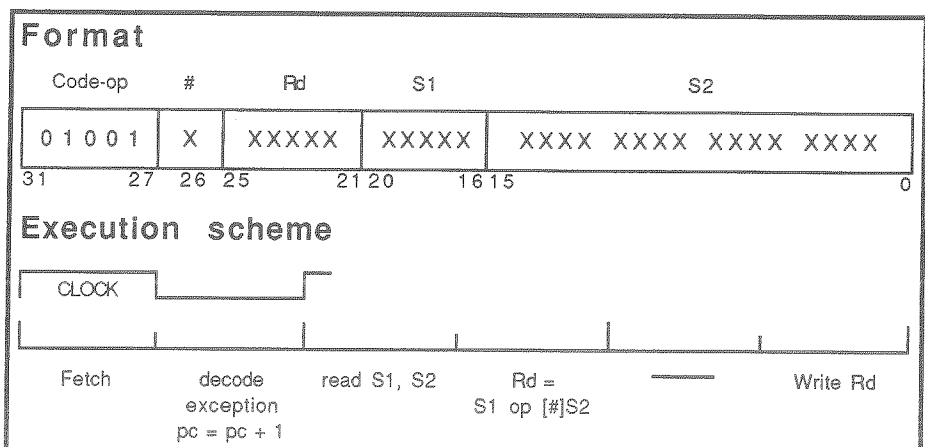 Format
Code-op # Rd S1 S2
0 1 0 0 1 X XXXXX XXXXX XXXX XXXX XXXX XXXX
31 27 26 25 21 20 16 15 0
Execution scheme
CLOCK
Fetch decode read S1, S2 Rd = —— Write Rd
exception S1 op [#]S2
pc = pc + 1